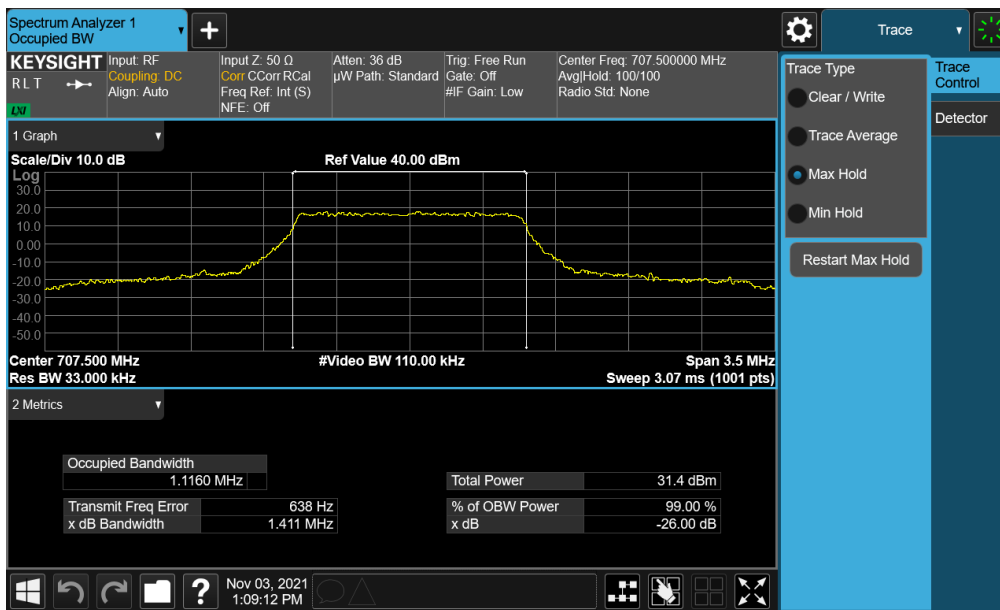 Spectrum Analyzer 1
Occupied BW
+
Trace
KEYSIGHT
R L T
LXI
Input: RF
Coupling: DC
Align: Auto
Input Z: 50 Ω
Corr CCorr RCal
Freq Ref: Int (S)
NFE: Off
Atten: 36 dB
µW Path: Standard
Trig: Free Run
Gate: Off
#IF Gain: Low
Center Freq: 707.500000 MHz
Avg|Hold: 100/100
Radio Std: None
Trace Type
Clear / Write
Trace Average
Max Hold
Min Hold
Restart Max Hold
Trace
Control
Detector
1 Graph
Scale/Div 10.0 dB
Ref Value 40.00 dBm
Log
30.0
20.0
10.0
0.00
-10.0
-20.0
-30.0
-40.0
-50.0
Center 707.500 MHz
#Video BW 110.00 kHz
Span 3.5 MHz
Res BW 33.000 kHz
Sweep 3.07 ms (1001 pts)
2 Metrics
Occupied Bandwidth
1.1160 MHz
Total Power 31.4 dBm
Transmit Freq Error 638 Hz
% of OBW Power 99.00 %
x dB Bandwidth 1.411 MHz
x dB -26.00 dB
?
Nov 03, 2021
1:09:12 PM